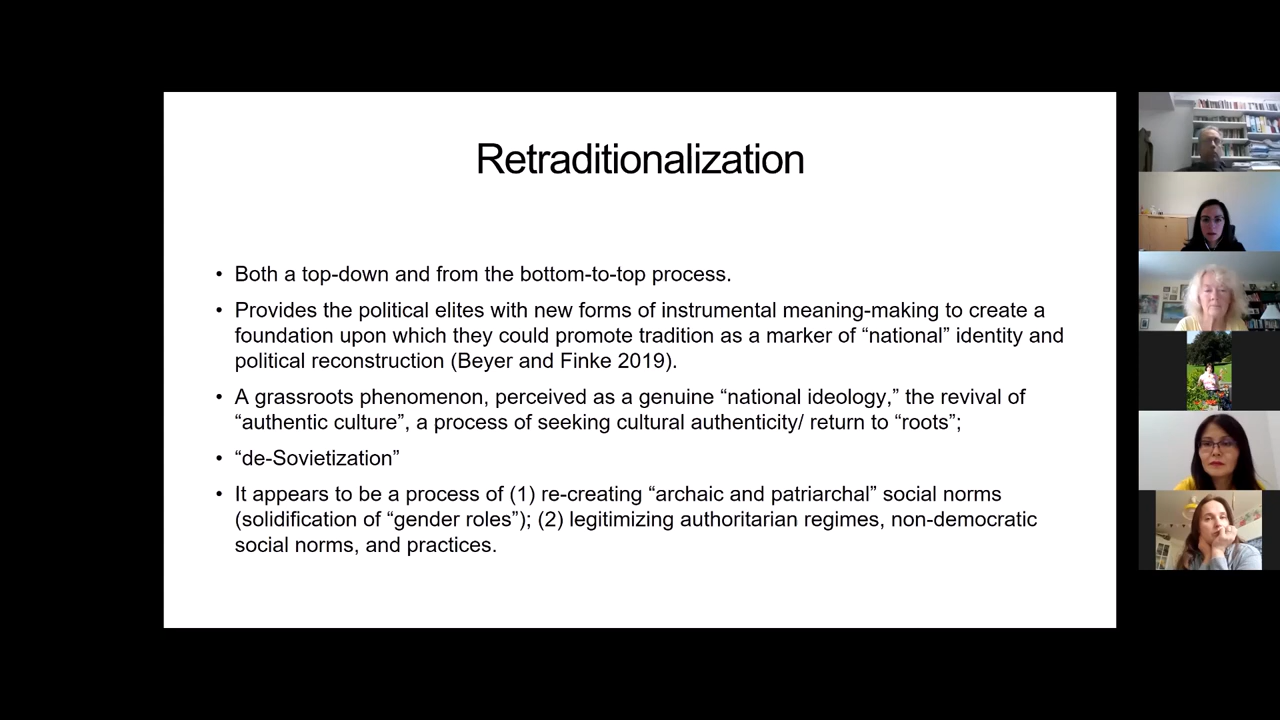 Retraditionalization
• Both a top-down and from the bottom-to-top process.
• Provides the political elites with new forms of instrumental meaning-making to create a
foundation upon which they could promote tradition as a marker of “national” identity and
political reconstruction (Beyer and Finke 2019).
• A grassroots phenomenon, perceived as a genuine “national ideology,” the revival of
“authentic culture”, a process of seeking cultural authenticity/ return to “roots”;
• “de-Sovietization”
• It appears to be a process of (1) re-creating “archaic and patriarchal” social norms
(solidification of “gender roles”); (2) legitimizing authoritarian regimes, non-democratic
social norms, and practices.